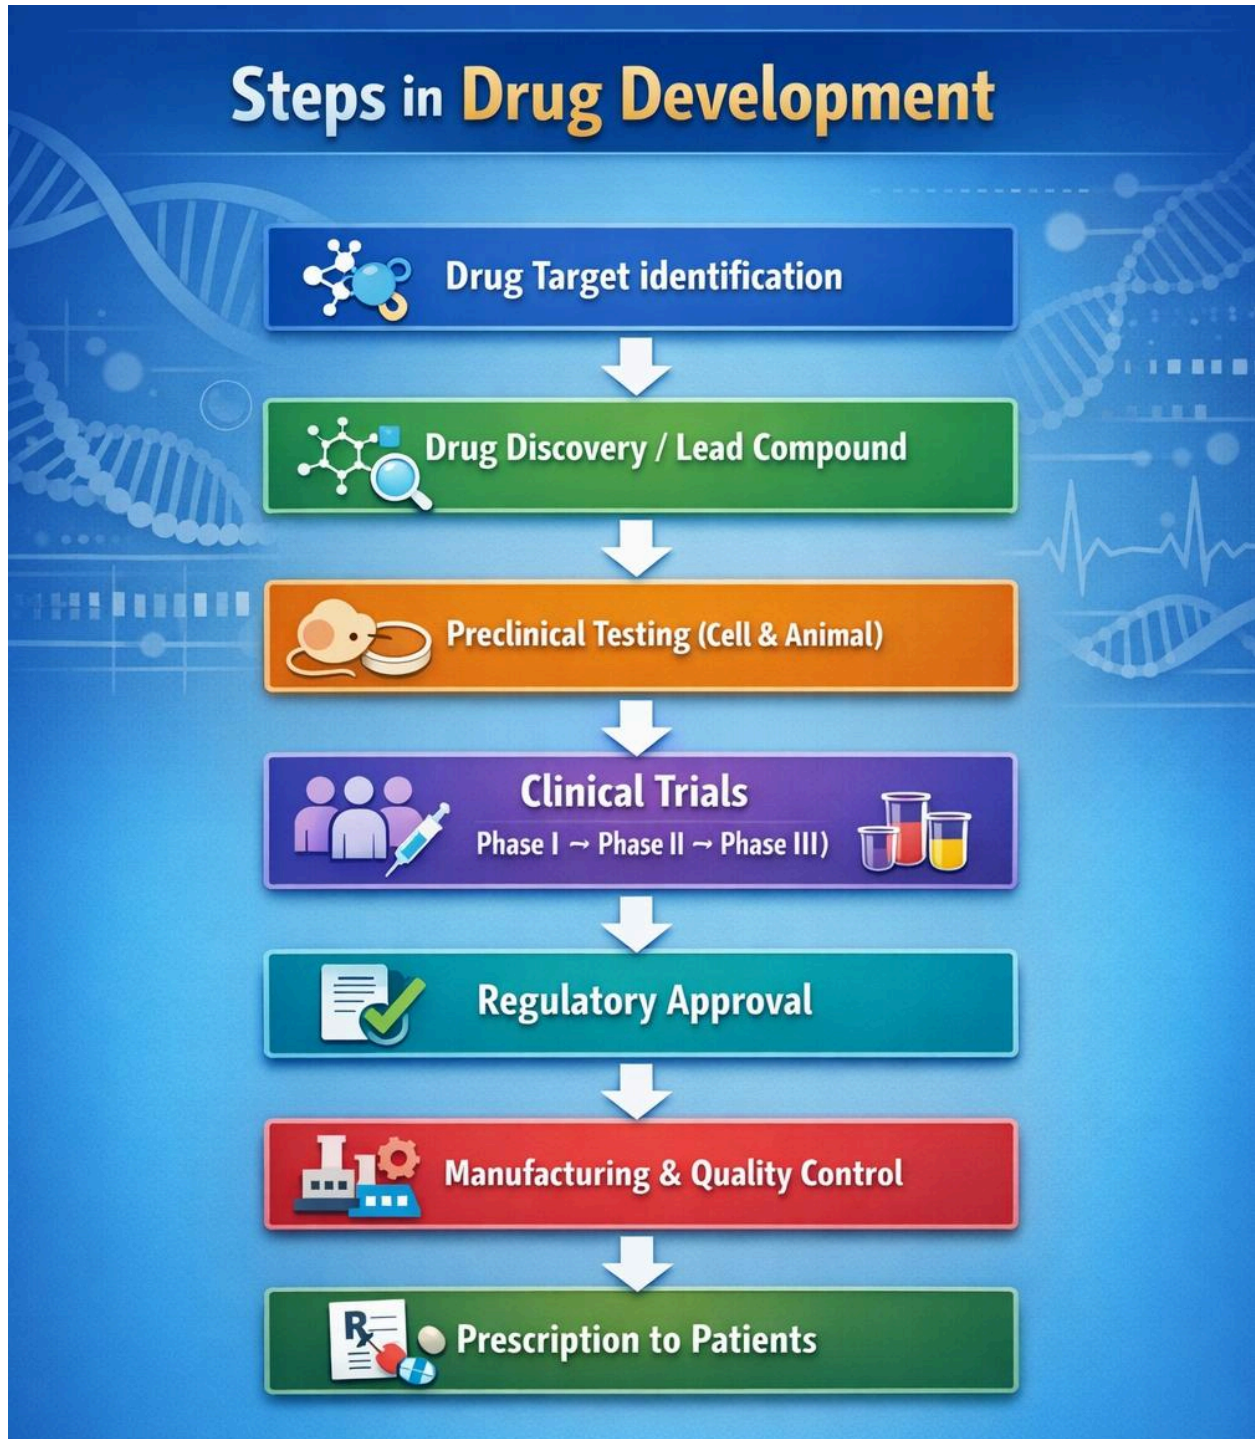 Steps in Drug Development
Drug Target identification
Drug Discovery / Lead Compound
Preclinical Testing (Cell & Animal)
Clinical Trials
Phase I → Phase II → Phase III)
Regulatory Approval
Manufacturing & Quality Control
Rx
Prescription to Patients